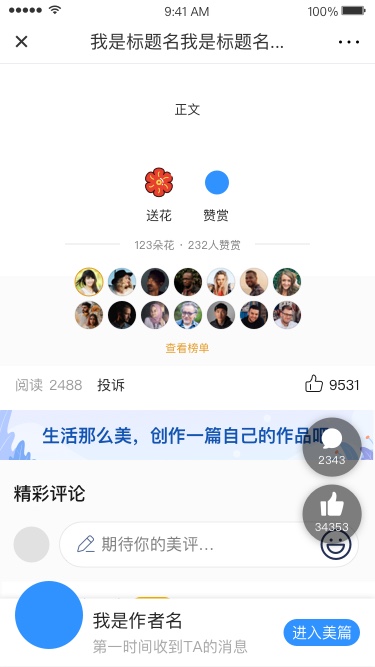 9:41 AM
100%
我是标题名我是标题名...
正文
送花
赞赏
123朵花 · 232人赞赏
查看榜单
阅读 2488 投诉
9531
生活那么美，创作一篇自己的作品吧
2343
精彩评论
34353
期待你的美评...
我是作者名
进入美篇
第一时间收到TA的消息